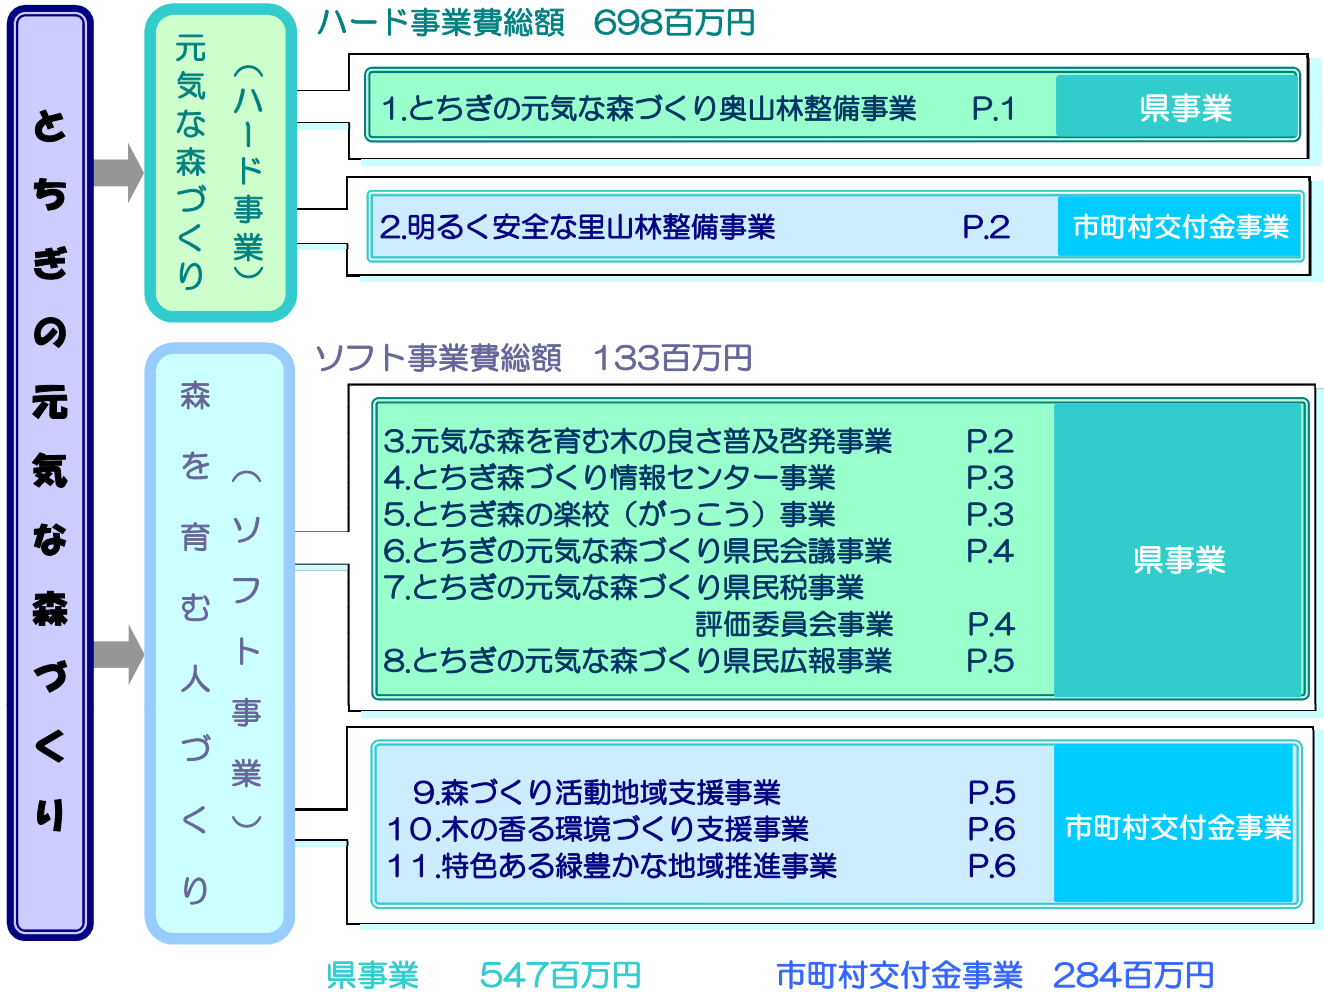 とちぎの元気な森づくり
元気な森づくり
（ハード事業）
ハード事業費総額　698百万円
1.とちぎの元気な森づくり奥山林整備事業　P.1　県事業
2.明るく安全な里山林整備事業　P.2　市町村交付金事業
森を育む人づくり
（ソフト事業）
ソフト事業費総額　133百万円
3.元気な森を育む木の良さ普及啓発事業　P.2
4.とちぎ森づくり情報センター事業　P.3
5.とちぎ森の楽校（がっこう）事業　P.3
6.とちぎの元気な森づくり県民会議事業　P.4
7.とちぎの元気な森づくり県民税事業
評価委員会事業　P.4
8.とちぎの元気な森づくり県民広報事業　P.5
県事業
9.森づくり活動地域支援事業　P.5
10.木の香る環境づくり支援事業　P.6
11.特色ある緑豊かな地域推進事業　P.6
市町村交付金事業
県事業　547百万円　市町村交付金事業　284百万円